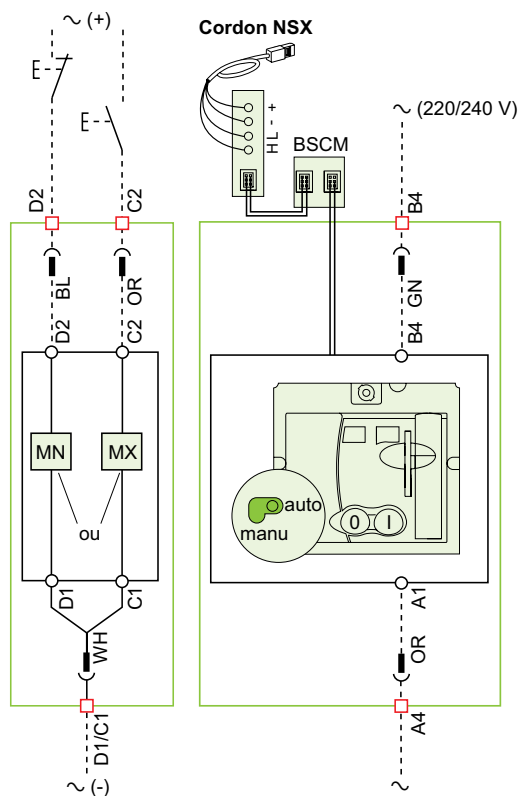 ~ (+)
Cordon NSX
E
E
H L - +
BSCM
~ (220/240 V)
D2
C2
B4
BL
OR
GN
D2
C2
B4
MN
MX
ou
auto
manu
0
I
D1
C1
A1
WH
OR
D1/C1
A4
~ (-)
~